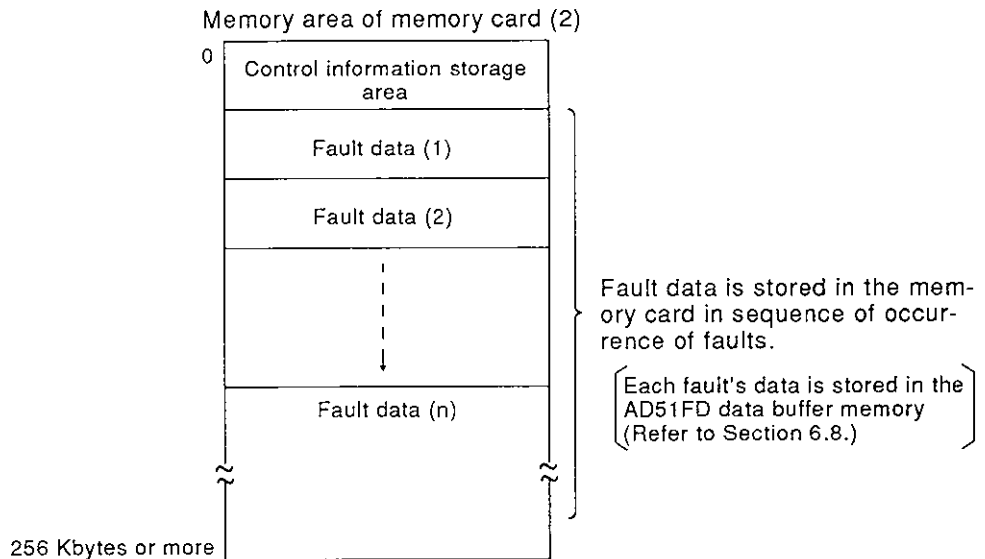 Memory area of memory card (2)
0
Control information storage
area
Fault data (1)
Fault data (2)
Fault data (n)
256 Kbytes or more
Fault data is stored in the mem-
ory card in sequence of occur-
rence of faults.
Each fault's data is stored in the
AD51FD data buffer memory
(Refer to Section 6.8.)